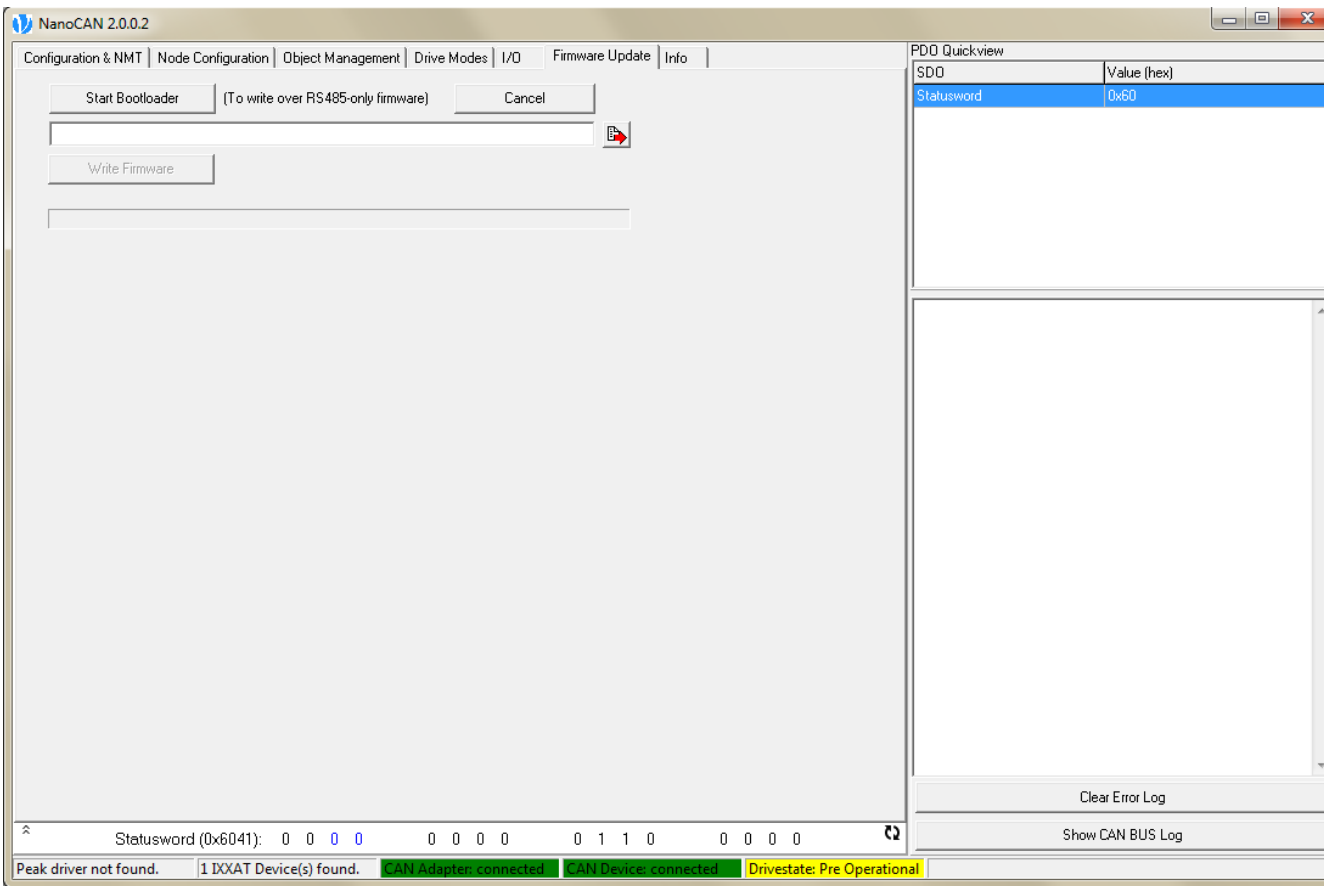 NanoCAN 2.0.0.2
Configuration & NMT Node Configuration Object Management Drive Modes I/O Firmware Update Info
Start Bootloader (To write over RS485-only firmware) Cancel
Write Firmware
PDO Quickview
SDO Value (hex)
Statusword 0x60
Clear Error Log
Show CAN BUS Log
Statusword (0x6041): 0 0 0 0 0 0 0 0 0 1 1 0 0 0 0 0
Peak driver not found. 1 IXXAT Device(s) found. CAN Adapter: connected CAN Device: connected Drivestate: Pre Operational